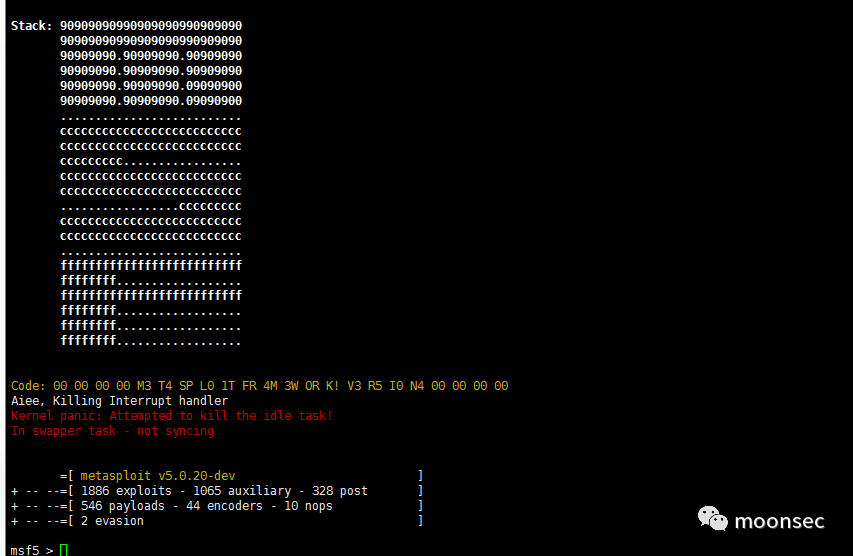 Stack: 90909090990909090990909090
90909090990909090990909090
90909090.90909090.90909090
90909090.90909090.90909090
90909090.90909090.09090900
90909090.90909090.09090900
..........................
cccccccccccccccccccccccccc
cccccccccccccccccccccccccc
ccccccccc.................
cccccccccccccccccccccccccc
cccccccccccccccccccccccccc
.................ccccccccc
cccccccccccccccccccccccccc
cccccccccccccccccccccccccc
..........................
ffffffffffffffffffffffffff
ffffffff..................
ffffffffffffffffffffffffff
ffffffff..................
ffffffff..................
ffffffff..................
Code: 00 00 00 00 M3 T4 SP L0 1T FR 4M 3W OR K! V3 R5 I0 N4 00 00 00 00
Aiee, Killing Interrupt handler
Kernel panic: Attempted to kill the idle task!
In swapper task - not syncing
=[ metasploit v5.0.20-dev ]
+ -- --=[ 1886 exploits - 1065 auxiliary - 328 post ]
+ -- --=[ 546 payloads - 44 encoders - 10 nops ]
+ -- --=[ 2 evasion ]
moonsec
msf5 >